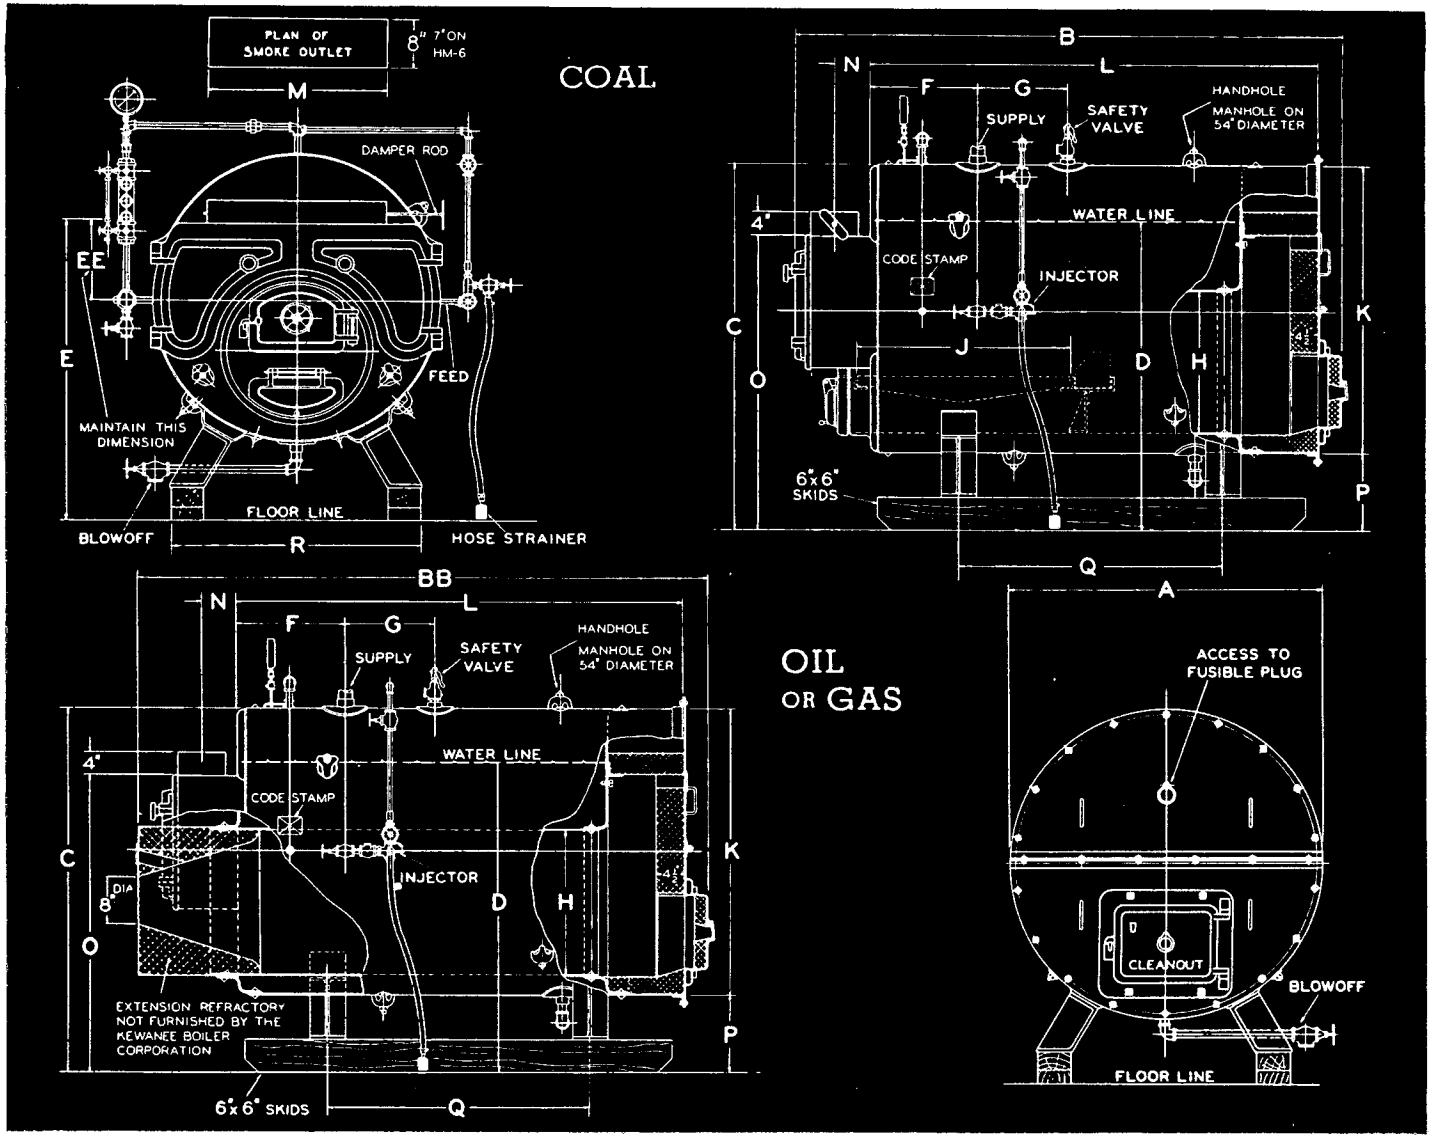 PLAN OF
SMOKE OUTLET
8" 7" ON
HM-6
M
COAL
DAMPER ROD
EE
E
FEED
MAINTAIN THIS
DIMENSION
FLOOR LINE
BLOWOFF
R
HOSE STRAINER
B
N
L
F
G
HANDHOLE
MANHOLE ON
54" DIAMETER
SAFETY
VALVE
SUPPLY
4"
WATER LINE
CODE STAMP
INJECTOR
C
K
4½
J
D
H
O
6"x 6"
SKIDS
P
Q
BB
N
L
F
G
HANDHOLE
MANHOLE ON
54" DIAMETER
SAFETY
VALVE
SUPPLY
4"
WATER LINE
CODE STAMP
C
K
INJECTOR
4½
8" DIA
D
H
O
EXTENSION REFRACTORY
NOT FURNISHED BY THE
KEWANEE BOILER
CORPORATION
P
6"x 6" SKIDS
Q
OIL
OR GAS
A
ACCESS TO
FUSIBLE PLUG
CLEANOUT
BLOWOFF
FLOOR LINE